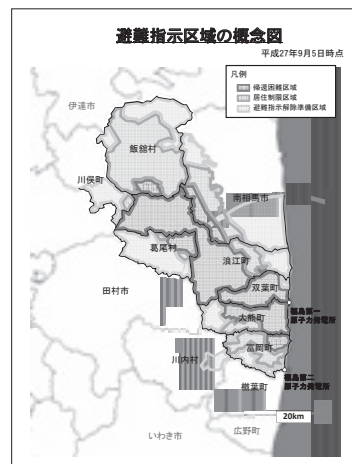 避難指示区域の概念図
平成27年9月5日時点
凡例
帰還困難区域
居住制限区域
避難指示解除準備区域
伊達市
飯舘村
川俣町
南相馬市
葛尾村
浪江町
双葉町
田村市
大熊町
福島第一
原子力発電所
富岡町
川内村
福島第二
原子力発電所
楢葉町
20km
広野町
いわき市